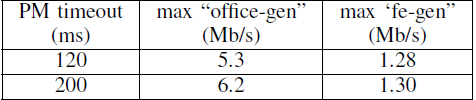 PM timeout max “office-gen” max ‘fe-gen”
(ms) (Mb/s) (Mb/s)
120 5.3 1.28
200 6.2 1.30